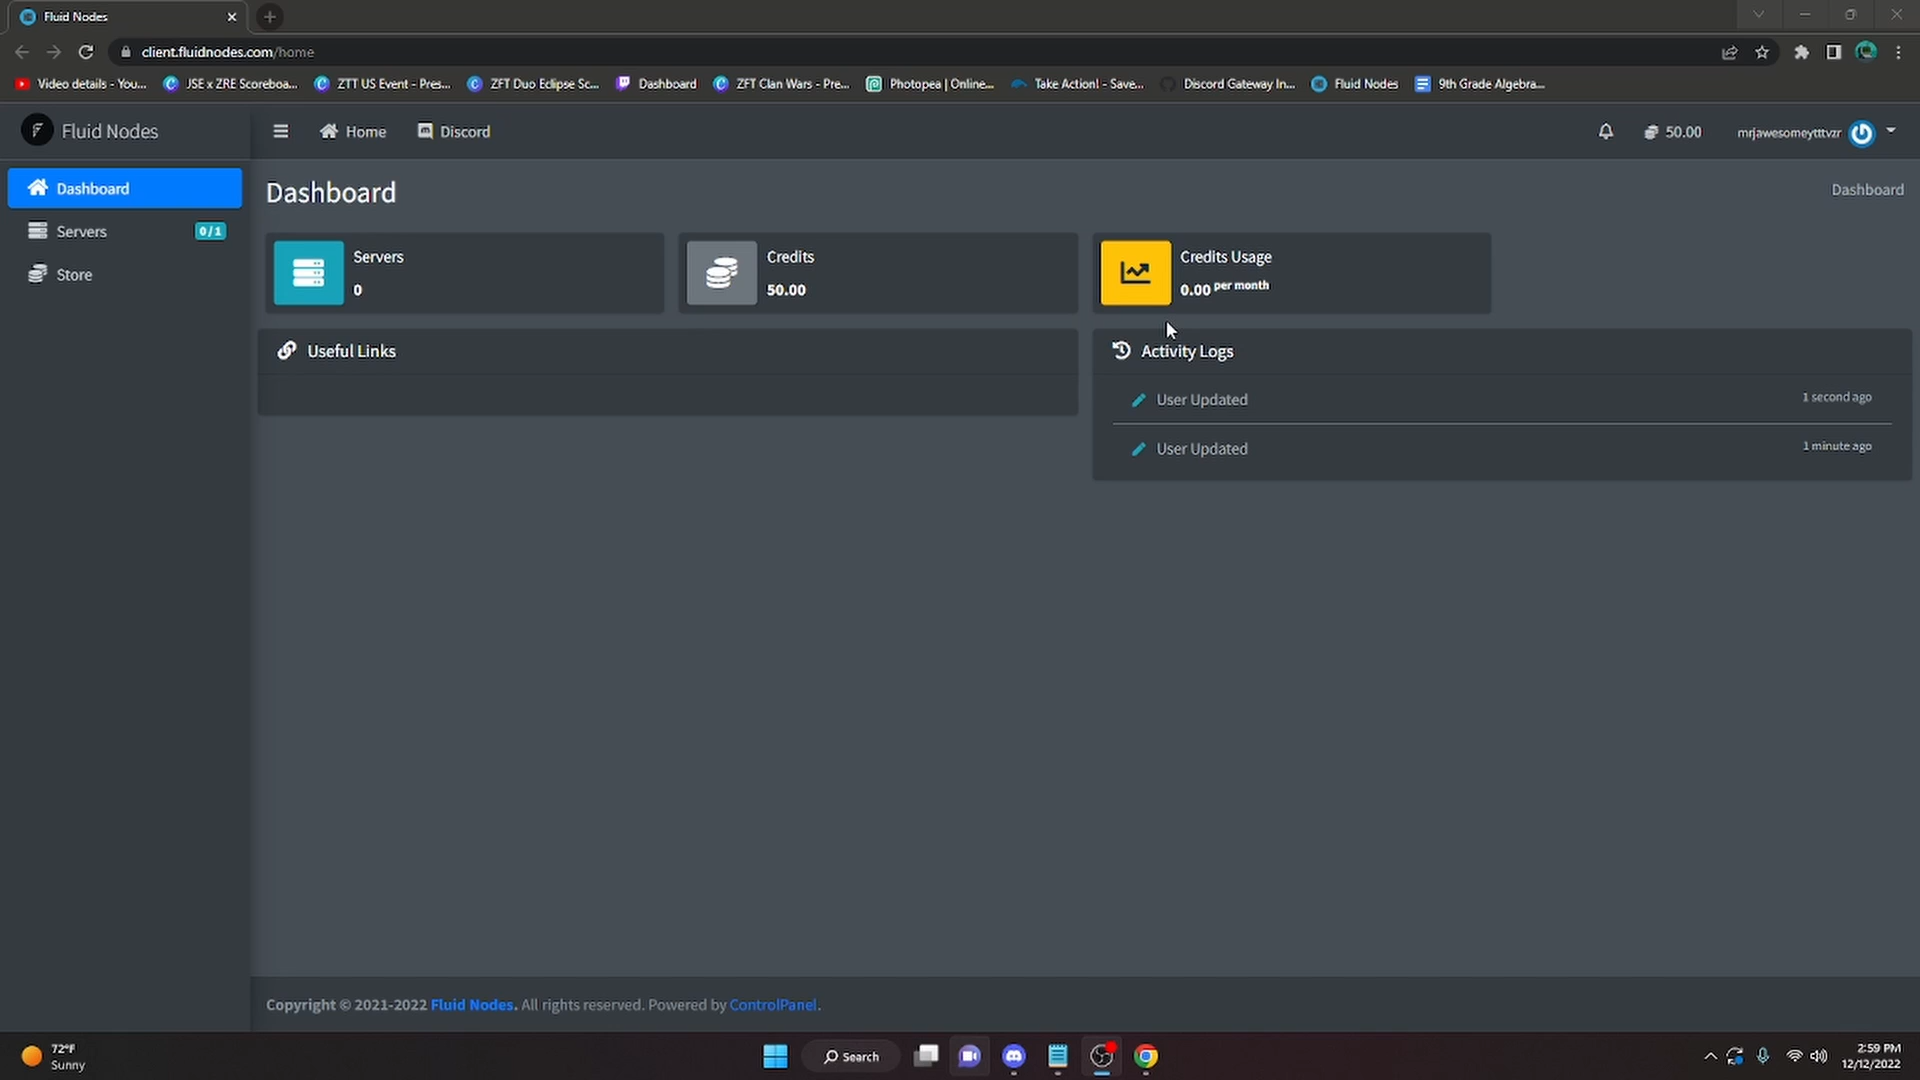 Fluid Nodes
client.fluidnodes.com/home
Video details - You...
JSE x ZRE Scoreboa...
ZTT US Event - Pres...
ZFT Duo Eclipse Sc...
Dashboard
ZFT Clan Wars - Pre...
Photopea | Online...
Take Action! - Save...
Discord Gateway In...
Fluid Nodes
9th Grade Algebra...
Fluid Nodes
Home
Discord
50.00
mrjawesomeytttvzr
Dashboard
Servers
0 / 1
Store
Dashboard
Dashboard
Servers
0
Credits
50.00
Credits Usage
0.00 per month
Useful Links
Activity Logs
User Updated
1 second ago
User Updated
1 minute ago
Copyright © 2021-2022 Fluid Nodes. All rights reserved. Powered by ControlPanel.
72°F
Sunny
Search
2:59 PM
12/12/2022